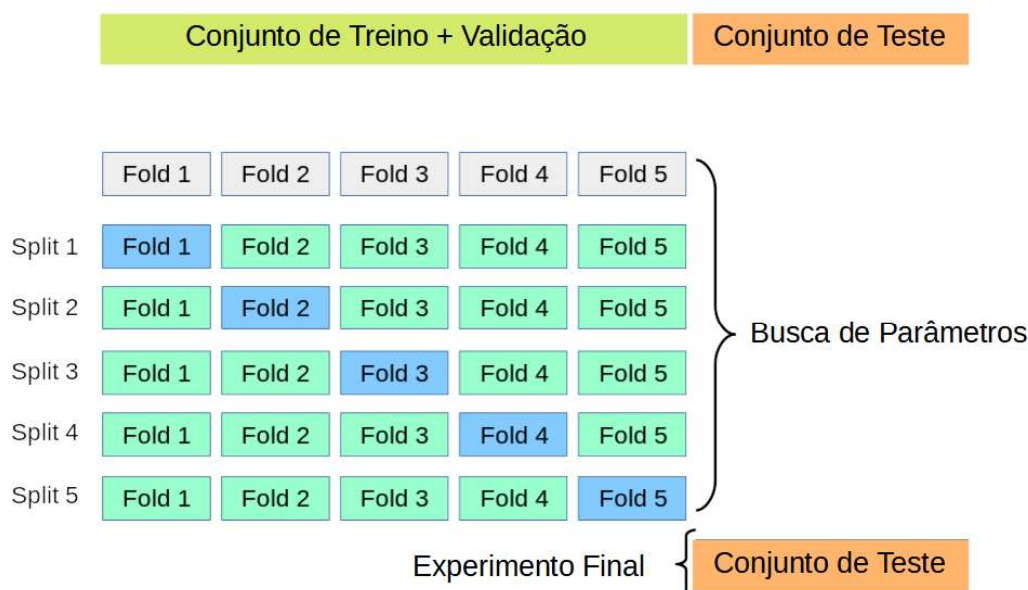 Conjunto de Treino + Validação Conjunto de Teste
Fold 1 Fold 2 Fold 3 Fold 4 Fold 5
Split 1 Fold 1 Fold 2 Fold 3 Fold 4 Fold 5
Split 2 Fold 1 Fold 2 Fold 3 Fold 4 Fold 5
Busca de Parâmetros
Split 3 Fold 1 Fold 2 Fold 3 Fold 4 Fold 5
Split 4 Fold 1 Fold 2 Fold 3 Fold 4 Fold 5
Split 5 Fold 1 Fold 2 Fold 3 Fold 4 Fold 5
Experimento Final Conjunto de Teste